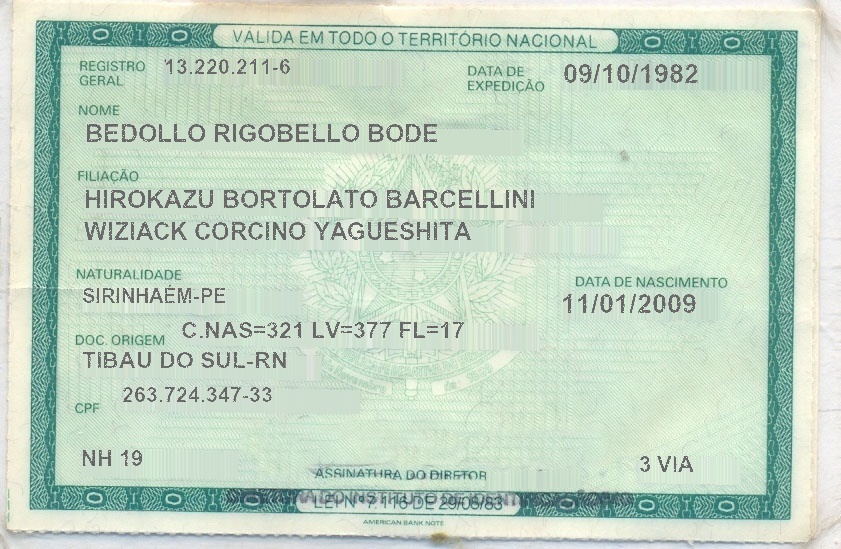 VÁLIDA EM TODO O TERRITÓRIO NACIONAL
REGISTRO GERAL 13.220.211-6 DATA DE EXPEDIÇÃO 09/10/1982
NOME
BEDOLLO RIGOBELLO BODE
FILIAÇÃO
HIROKAZU BORTOLATO BARCELLINI
WIZIACK CORCINO YAGUESHITA
NATURALIDADE DATA DE NASCIMENTO
SIRINHAÉM-PE 11/01/2009
DOC. ORIGEM C.NAS=321 LV=377 FL=17
TIBAU DO SUL-RN
CPF 263.724.347-33
NH 19 3 VIA
ASSINATURA DO DIRETOR
LEI Nº 7.116 DE 29/08/83
AMERICAN BANK NOTE